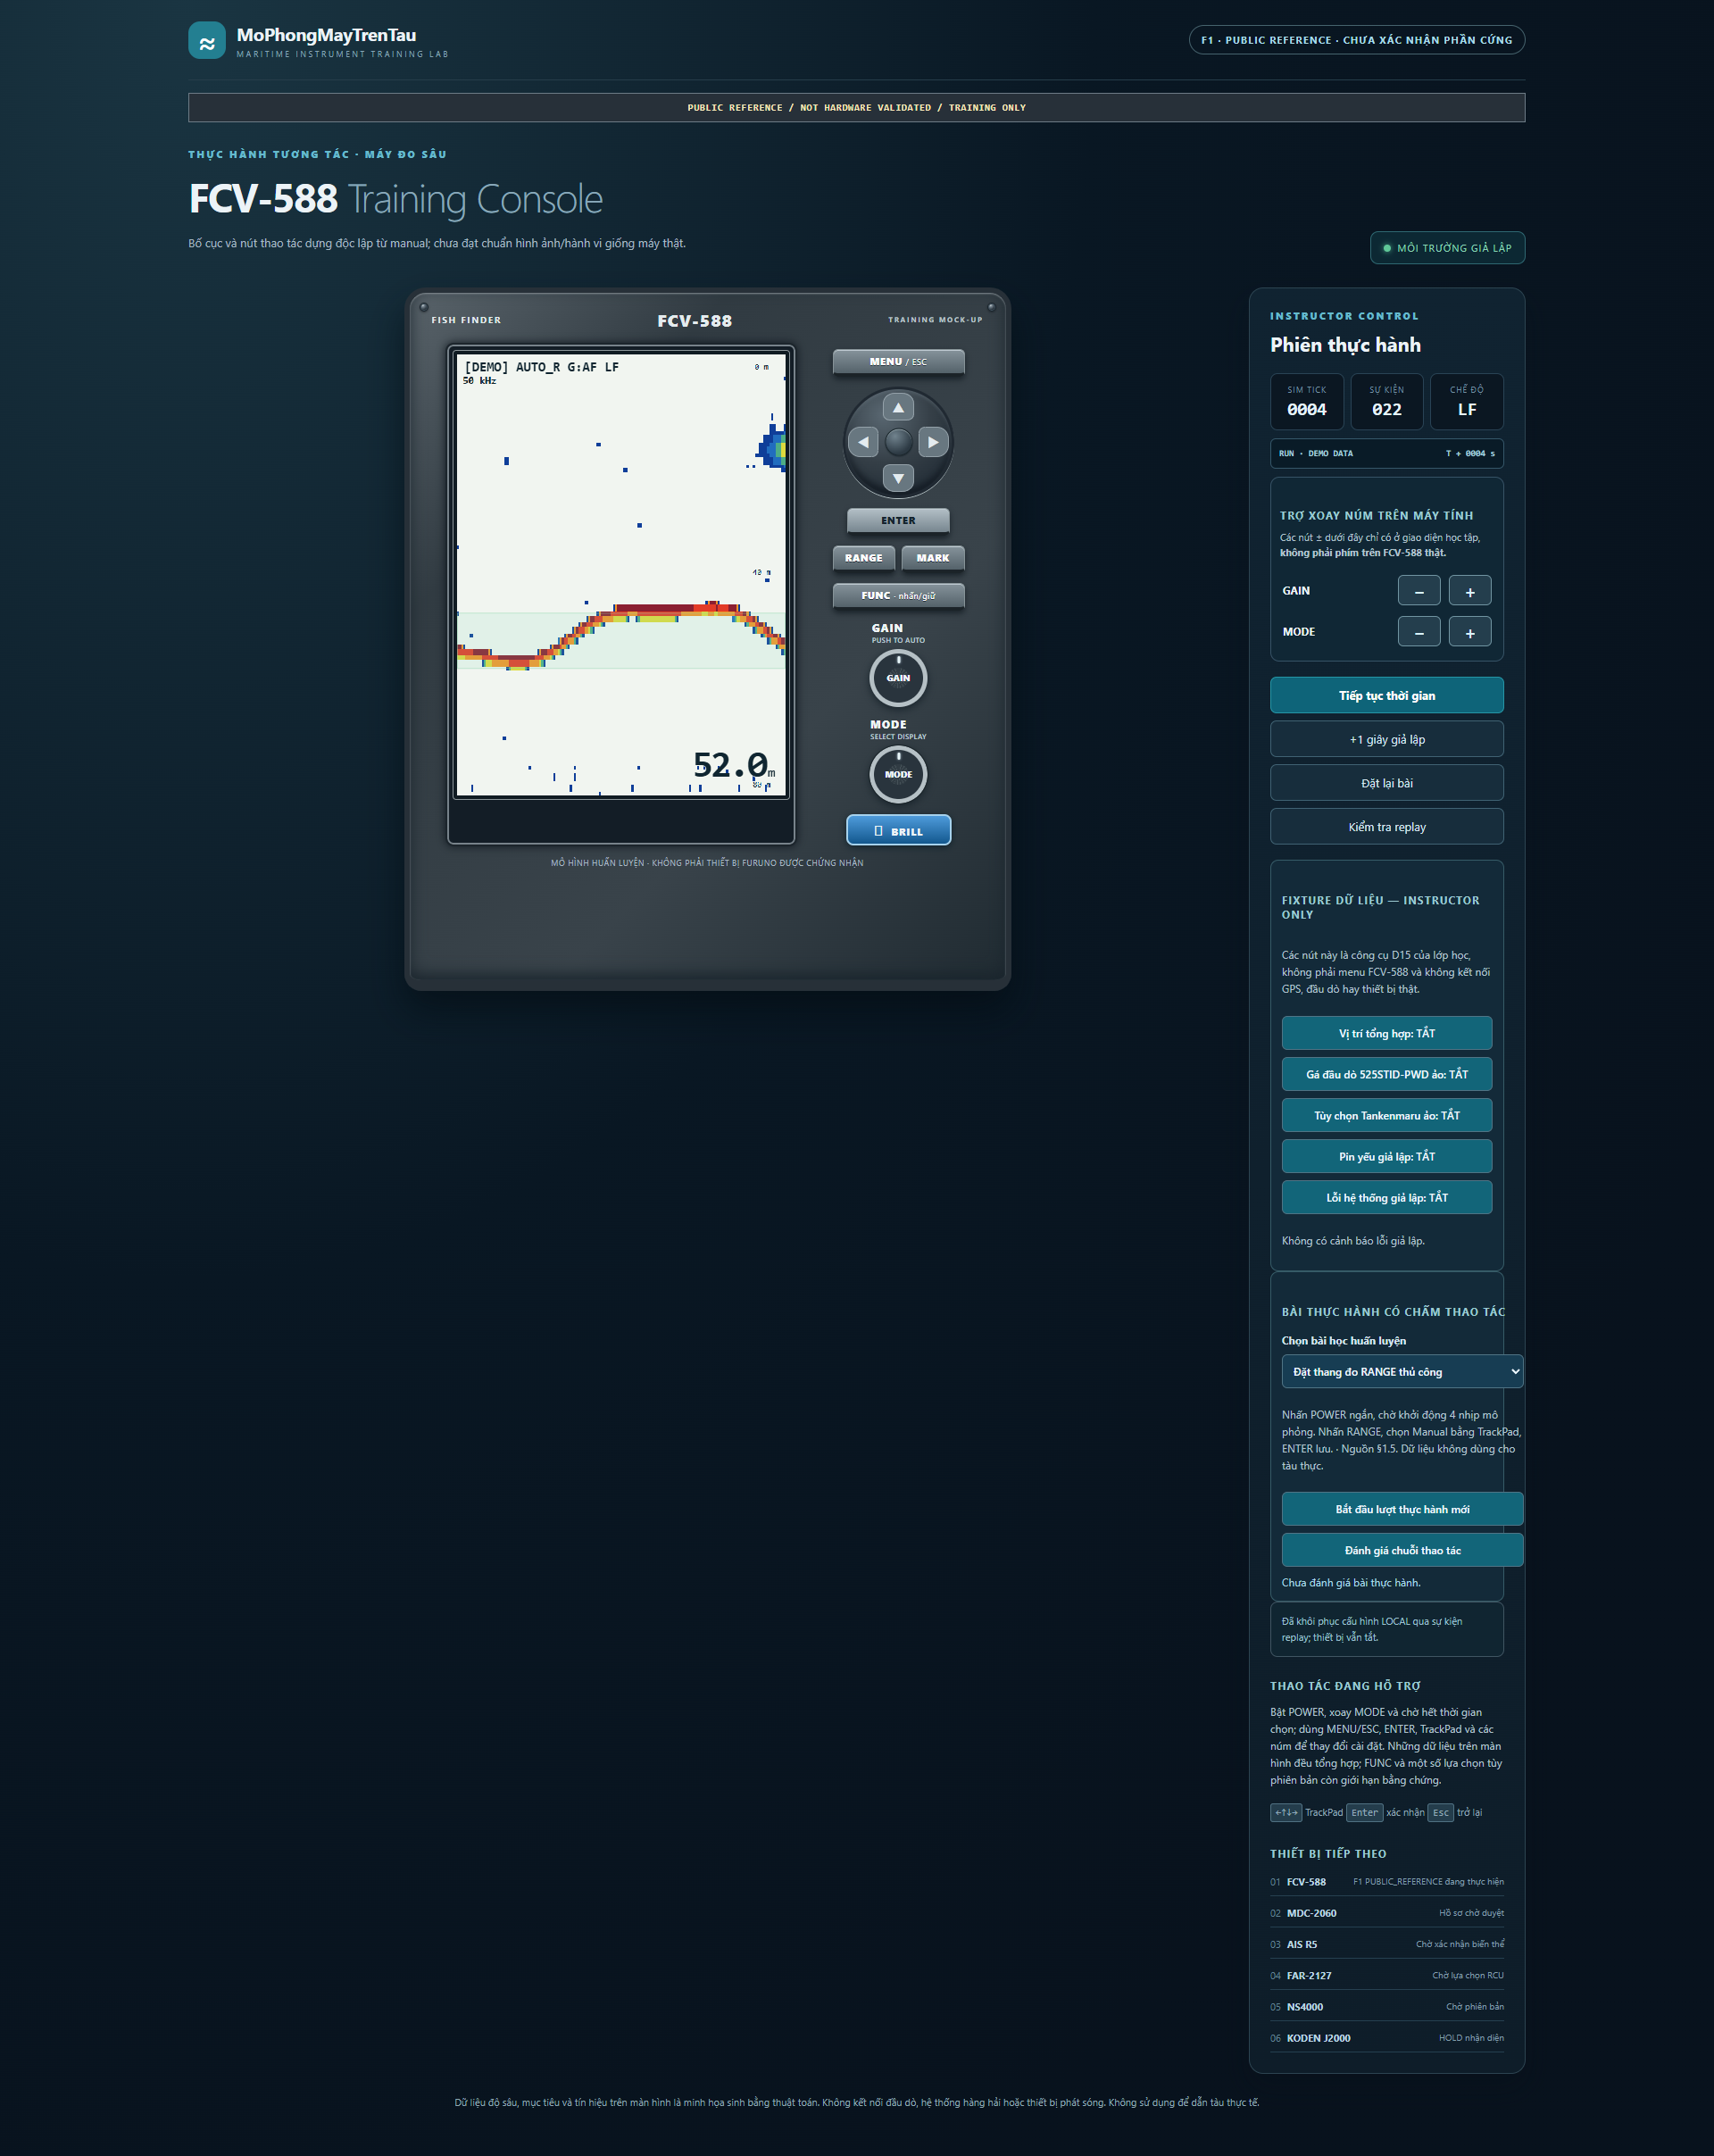 ≈
MoPhongMayTrenTau
MARITIME INSTRUMENT TRAINING LAB
F1 · PUBLIC REFERENCE · CHƯA XÁC NHẬN PHẦN CỨNG
PUBLIC REFERENCE / NOT HARDWARE VALIDATED / TRAINING ONLY
THỰC HÀNH TƯƠNG TÁC · MÁY ĐO SÂU
FCV-588 Training Console
Bố cục và nút thao tác dựng độc lập từ manual; chưa đạt chuẩn hình ảnh/hành vi giống máy thật.
MÔI TRƯỜNG GIẢ LẬP
FISH FINDER
FCV-588
TRAINING MOCK-UP
[DEMO] AUTO_R G:AF LF
0 m
50 kHz
40 m
52.0m
80 m
MENU / ESC
▲
◀
▶
▼
ENTER
RANGE
MARK
FUNC · nhấn/giữ
GAIN
PUSH TO AUTO
GAIN
MODE
SELECT DISPLAY
MODE
BRILL
MÔ HÌNH HUẤN LUYỆN · KHÔNG PHẢI THIẾT BỊ FURUNO ĐƯỢC CHỨNG NHẬN
INSTRUCTOR CONTROL
Phiên thực hành
SIM TICK
0004
SỰ KIỆN
022
CHẾ ĐỘ
LF
RUN · DEMO DATA
T + 0004 s
TRỢ XOAY NÚM TRÊN MÁY TÍNH
Các nút ± dưới đây chỉ có ở giao diện học tập,
không phải phím trên FCV-588 thật.
GAIN
−
+
MODE
−
+
Tiếp tục thời gian
+1 giây giả lập
Đặt lại bài
Kiểm tra replay
FIXTURE DỮ LIỆU — INSTRUCTOR
ONLY
Các nút này là công cụ D15 của lớp học,
không phải menu FCV-588 và không kết nối
GPS, đầu dò hay thiết bị thật.
Vị trí tổng hợp: TẮT
Gá đầu dò 525STID-PWD ảo: TẮT
Tùy chọn Tankenmaru ảo: TẮT
Pin yếu giả lập: TẮT
Lỗi hệ thống giả lập: TẮT
Không có cảnh báo lỗi giả lập.
BÀI THỰC HÀNH CÓ CHẤM THAO TÁC
Chọn bài học huấn luyện
Đặt thang đo RANGE thủ công
Nhấn POWER ngắn, chờ khởi động 4 nhịp mô
phỏng. Nhấn RANGE, chọn Manual bằng TrackPad,
ENTER lưu. · Nguồn §1.5. Dữ liệu không dùng cho
tàu thực.
Bắt đầu lượt thực hành mới
Đánh giá chuỗi thao tác
Chưa đánh giá bài thực hành.
Đã khôi phục cấu hình LOCAL qua sự kiện
replay; thiết bị vẫn tắt.
THAO TÁC ĐANG HỖ TRỢ
Bật POWER, xoay MODE và chờ hết thời gian
chọn; dùng MENU/ESC, ENTER, TrackPad và các
núm để thay đổi cài đặt. Những dữ liệu trên màn
hình đều tổng hợp; FUNC và một số lựa chọn tùy
phiên bản còn giới hạn bằng chứng.
←↑↓→ TrackPad Enter xác nhận Esc trở lại
THIẾT BỊ TIẾP THEO
01 FCV-588 F1 PUBLIC_REFERENCE đang thực hiện
02 MDC-2060 Hồ sơ chờ duyệt
03 AIS R5 Chờ xác nhận biến thể
04 FAR-2127 Chờ lựa chọn RCU
05 NS4000 Chờ phiên bản
06 KODEN J2000 HOLD nhận diện
Dữ liệu độ sâu, mục tiêu và tín hiệu trên màn hình là minh họa sinh bằng thuật toán. Không kết nối đầu dò, hệ thống hàng hải hoặc thiết bị phát sóng. Không sử dụng để dẫn tàu thực tế.